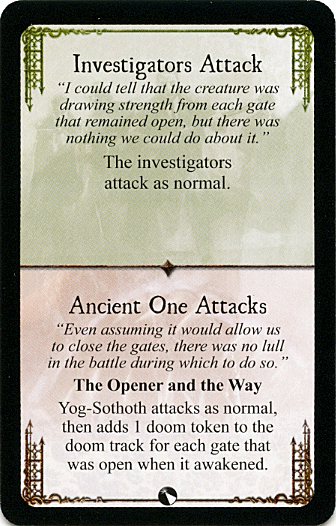 Investigators Attack
“I could tell that the creature was
drawing strength from each gate
that remained open, but there was
nothing we could do about it.”
The investigators
attack as normal.
Ancient One Attacks
“Even assuming it would allow us
to close the gates, there was no lull
in the battle during which to do so.”
The Opener and the Way
Yog-Sothoth attacks as normal,
then adds 1 doom token to the
doom track for each gate that
was open when it awakened.